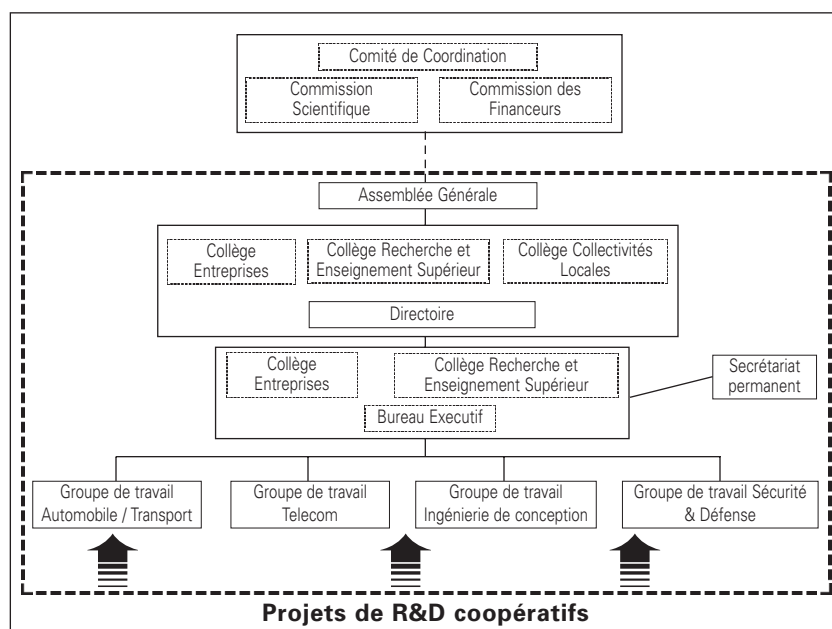 Comité de Coordination
Commission
Scientifique
Commission des
Financeurs
Assemblée Générale
Collège
Entreprises
Collège Recherche et
Enseignement Supérieur
Collège Collectivités
Locales
Directoire
Collège
Entreprises
Collège Recherche et
Enseignement Supérieur
Bureau Executif
Secrétariat
permanent
Groupe de travail
Automobile / Transport
Groupe de travail
Telecom
Groupe de travail
Ingénierie de conception
Groupe de travail Sécurité
& Défense
Projets de R&D coopératifs